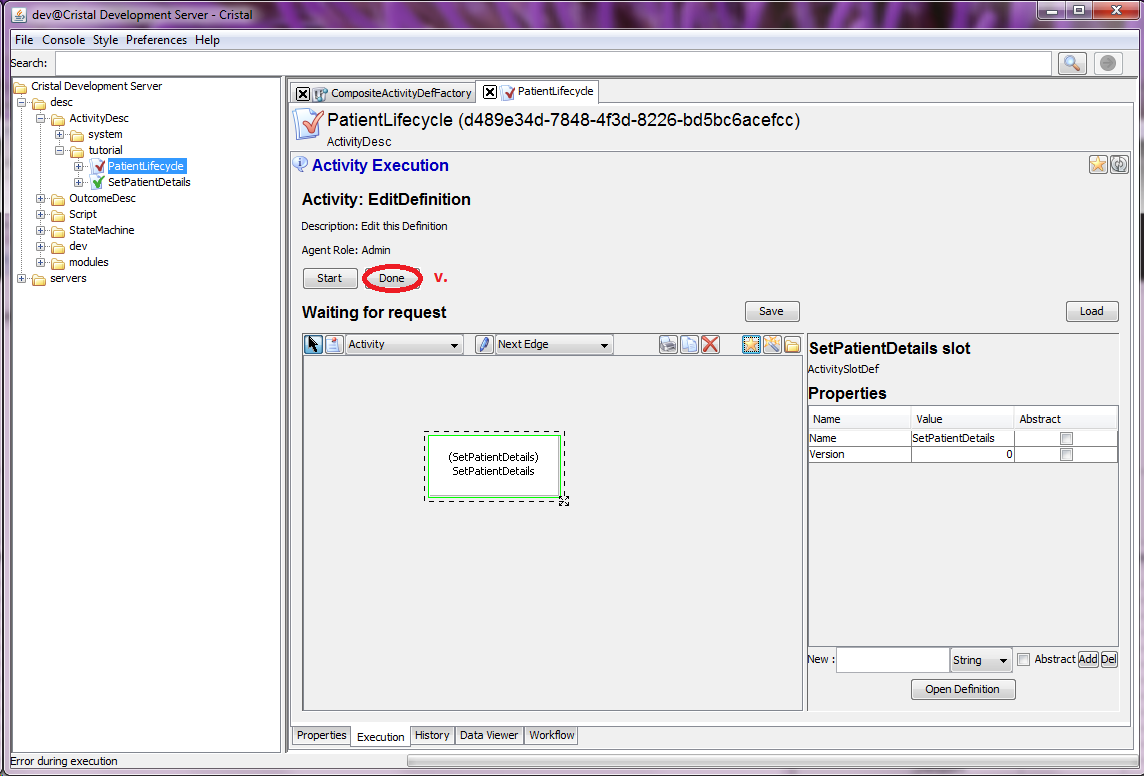 dev@Cristal Development Server - Cristal
File Console Style Preferences Help
Search:
Cristal Development Server
desc
ActivityDesc
system
tutorial
PatientLifecycle
SetPatientDetails
OutcomeDesc
Script
StateMachine
dev
modules
servers
CompositeActivityDefFactory PatientLifecycle
PatientLifecycle (d489e34d-7848-4f3d-8226-bd5bc6acefcc)
ActivityDesc
Activity Execution
Activity: EditDefinition
Description: Edit this Definition
Agent Role: Admin
Start Done v.
Waiting for request Save Load
Activity Next Edge
SetPatientDetails slot
ActivitySlotDef
Properties
Name Value Abstract
Name SetPatientDetails
Version 0
(SetPatientDetails)
SetPatientDetails
New : String Abstract Add Del
Open Definition
Properties Execution History Data Viewer Workflow
Error during execution